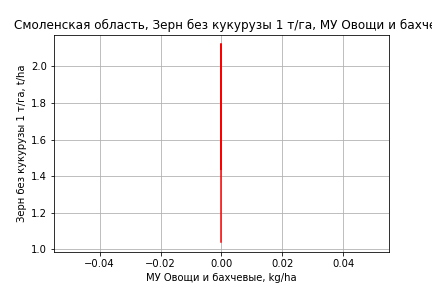 Смоленская область, Зерн без кукурузы 1 т/га, МУ Овощи и бахче
2.0
1.8
1.6
1.4
1.2
1.0
Зерн без кукурузы 1 т/га, t/ha
−0.04 −0.02 0.00 0.02 0.04
МУ Овощи и бахчевые, kg/ha